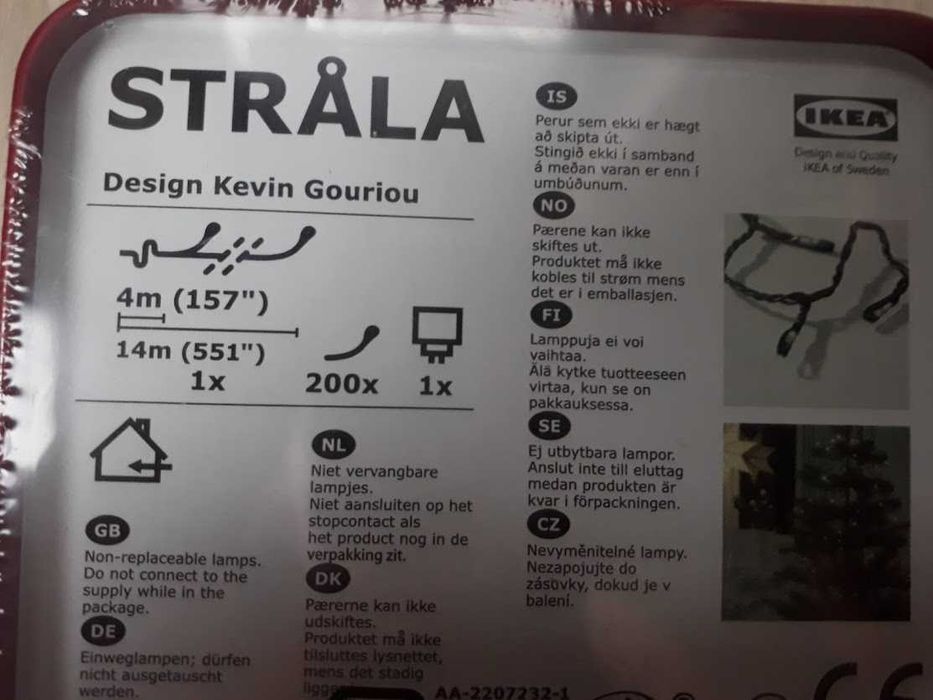 STRÅLA
Design Kevin Gouriou
4m (157")
14m (551")
1x
200x
1x
GB
Non-replaceable lamps.
Do not connect to the
supply while in the
package.
DE
Einweglampen; dürfen
nicht ausgetauscht
werden.
NL
Niet vervangbare
lampjes.
Niet aansluiten op het
stopcontact als
het product nog in de
verpakking zit.
DK
Pærerne kan ikke
udskiftes.
Produktet må ikke
tilsluttes lysnettet,
mens det stadig
AA-2207232-1
IS
Perur sem ekki er hægt
að skipta út.
Stingið ekki í samband
á meðan varan er enn í
umbúðunum.
NO
Pærene kan ikke
skiftes ut.
Produktet må ikke
kobles til strøm mens
det er i emballasjen.
FI
Lamppuja ei voi
vaihtaa.
Älä kytke tuotteeseen
virtaa, kun se on
pakkauksessa.
SE
Ej utbytbara lampor.
Anslut inte till eluttag
medan produkten är
kvar i förpackningen.
CZ
Nevyměnitelné lampy.
Nezapojujte do
zásuvky, dokud je v
balení.
IKEA
Design and Quality
IKEA of Sweden
CE